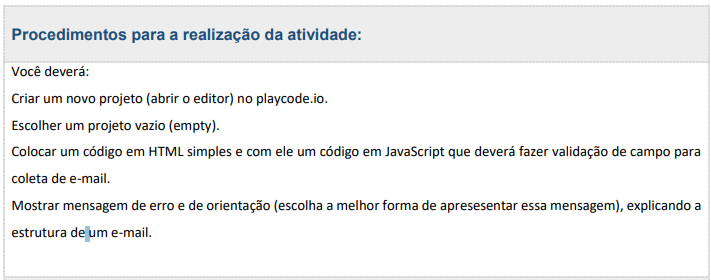 Procedimentos para a realização da atividade:
Você deverá:
Criar um novo projeto (abrir o editor) no playcode.io.
Escolher um projeto vazio (empty).
Colocar um código em HTML simples e com ele um código em JavaScript que deverá fazer validação de campo para
coleta de e-mail.
Mostrar mensagem de erro e de orientação (escolha a melhor forma de apresesentar essa mensagem), explicando a
estrutura de um e-mail.